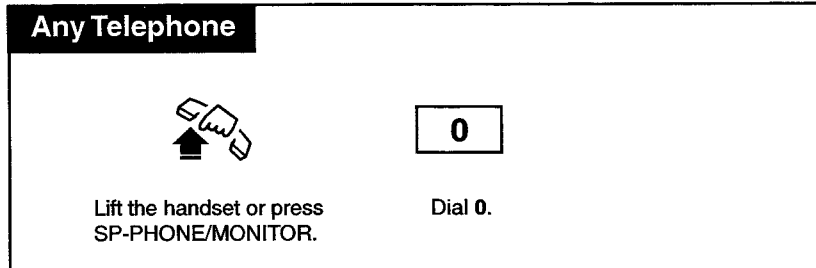 Any Telephone
0
Lift the handset or press
SP-PHONE/MONITOR.
Dial 0.